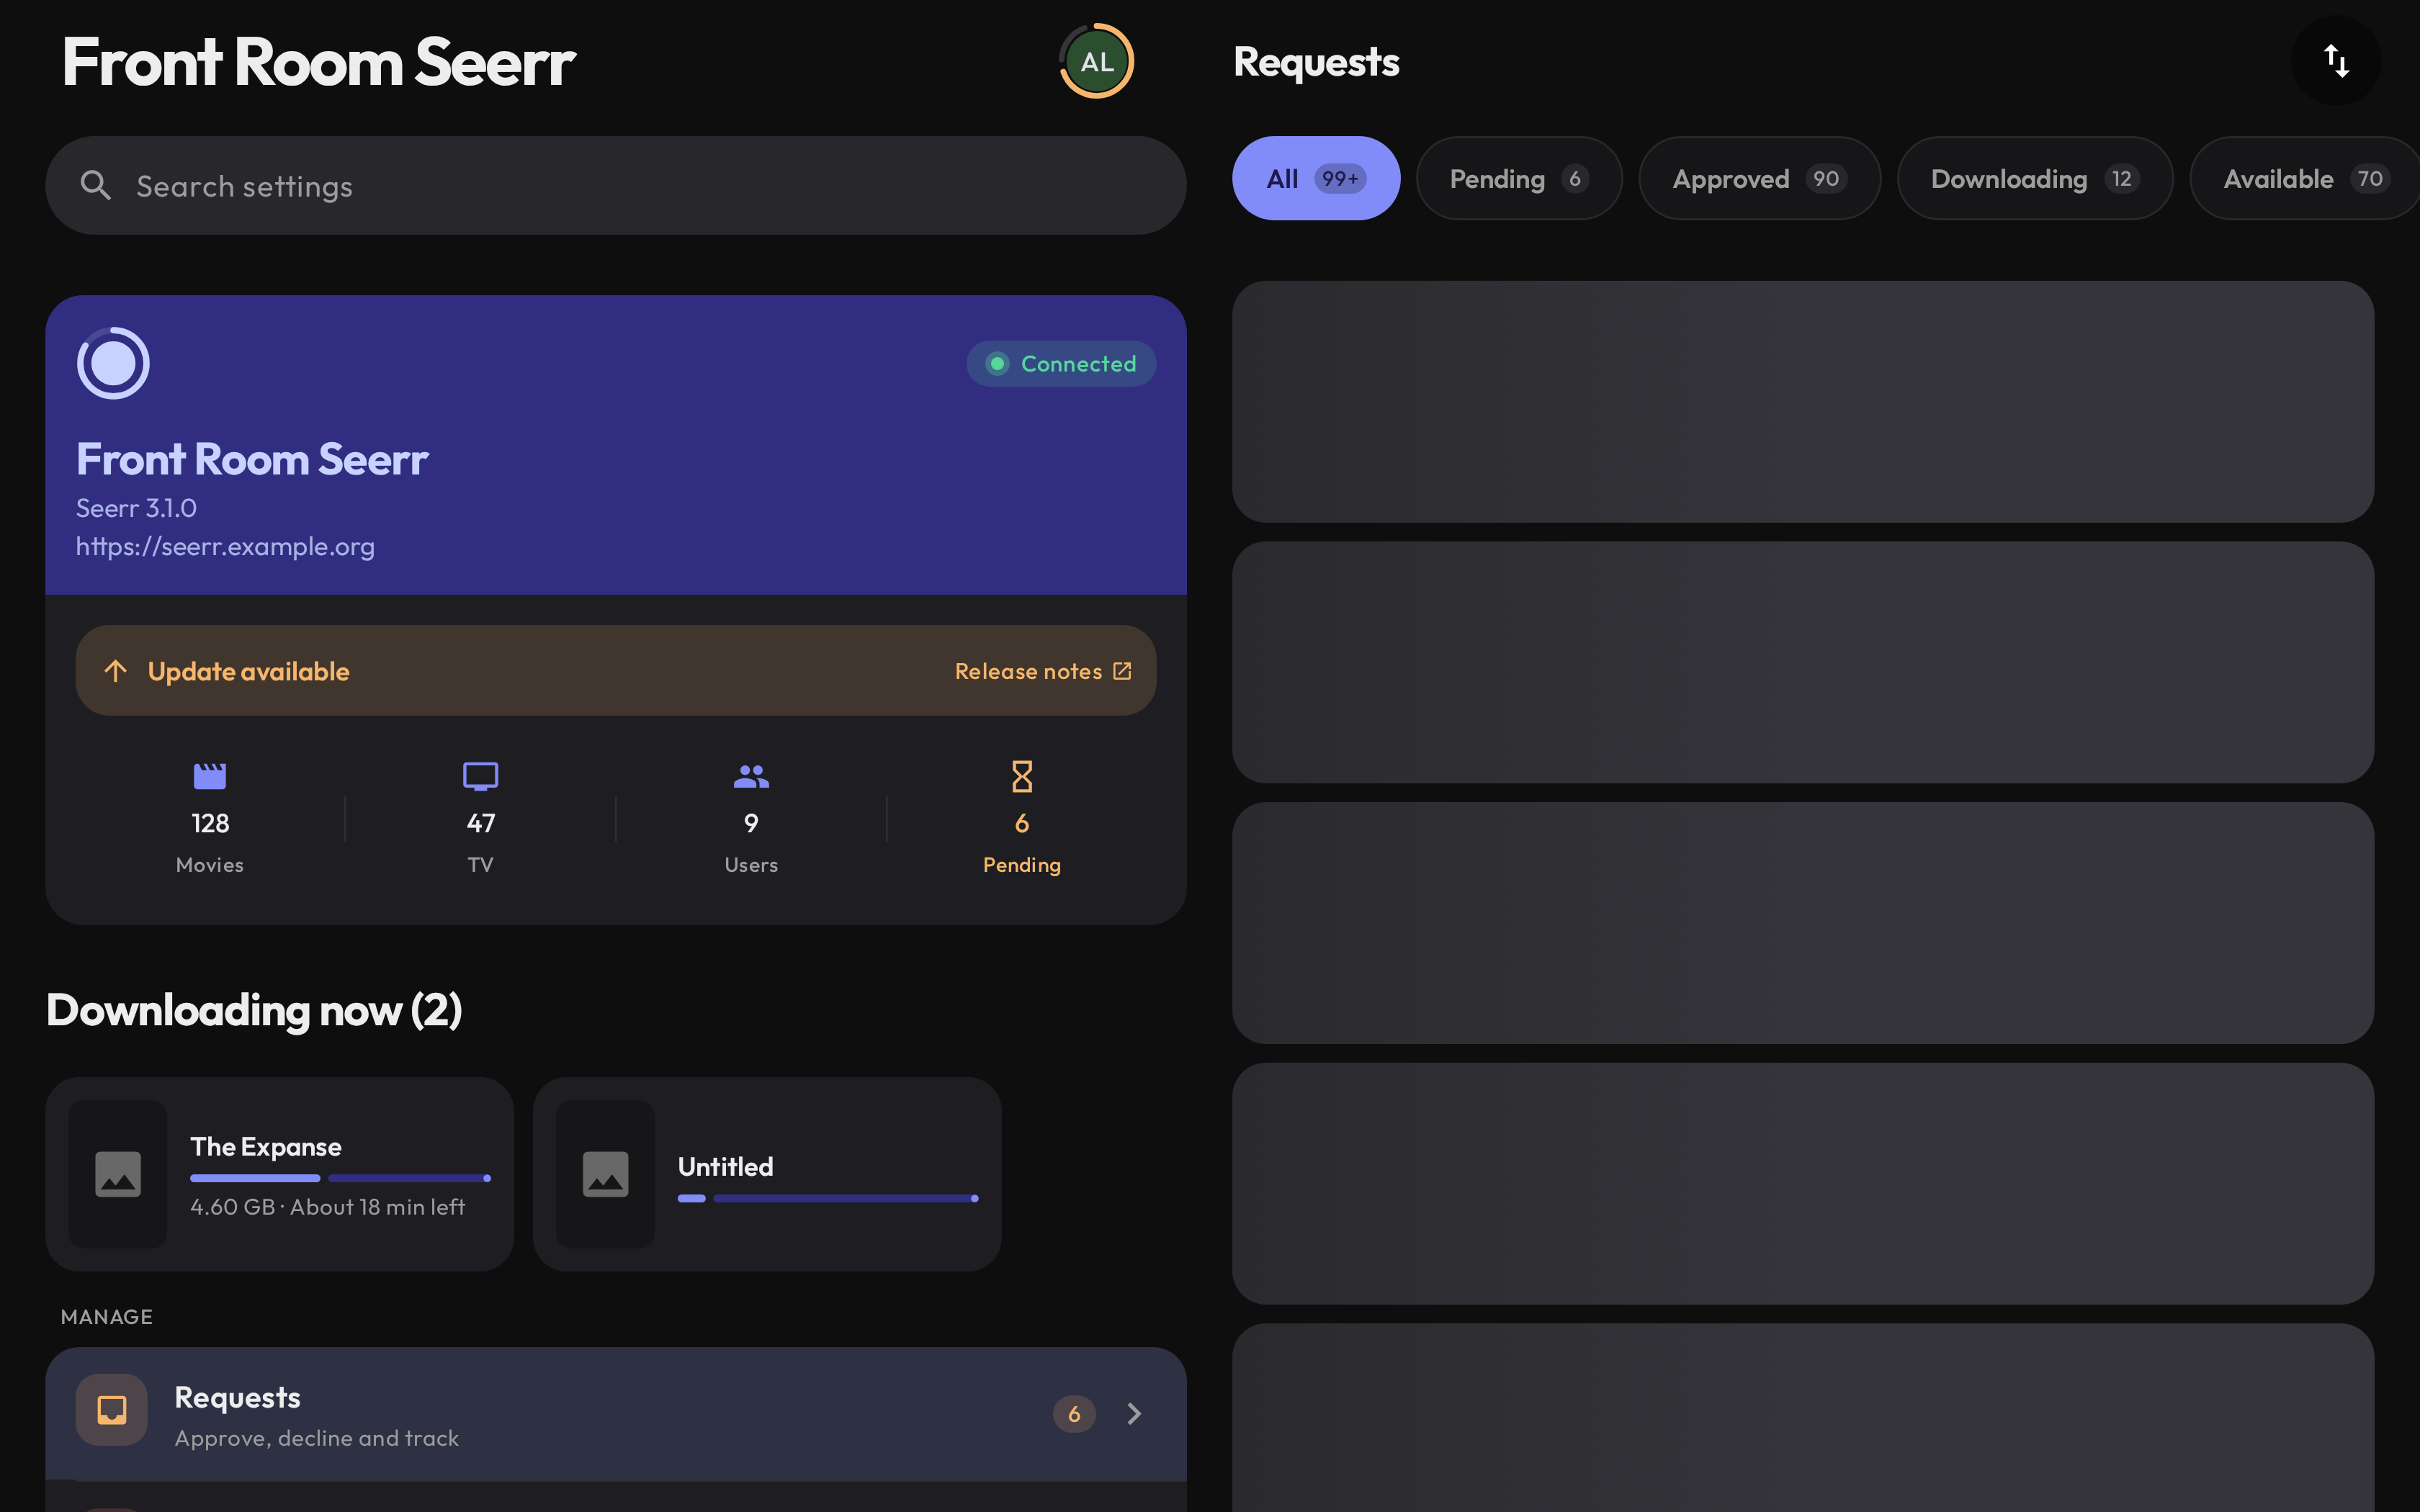 Front Room Seerr
AL
Search settings
Connected
Front Room Seerr
Seerr 3.1.0
https://seerr.example.org
Update available
Release notes
128
Movies
47
TV
9
Users
6
Pending
Downloading now (2)
The Expanse
4.60 GB · About 18 min left
Untitled
MANAGE
Requests
Approve, decline and track
6
Requests
All 99+
Pending 6
Approved 90
Downloading 12
Available 70